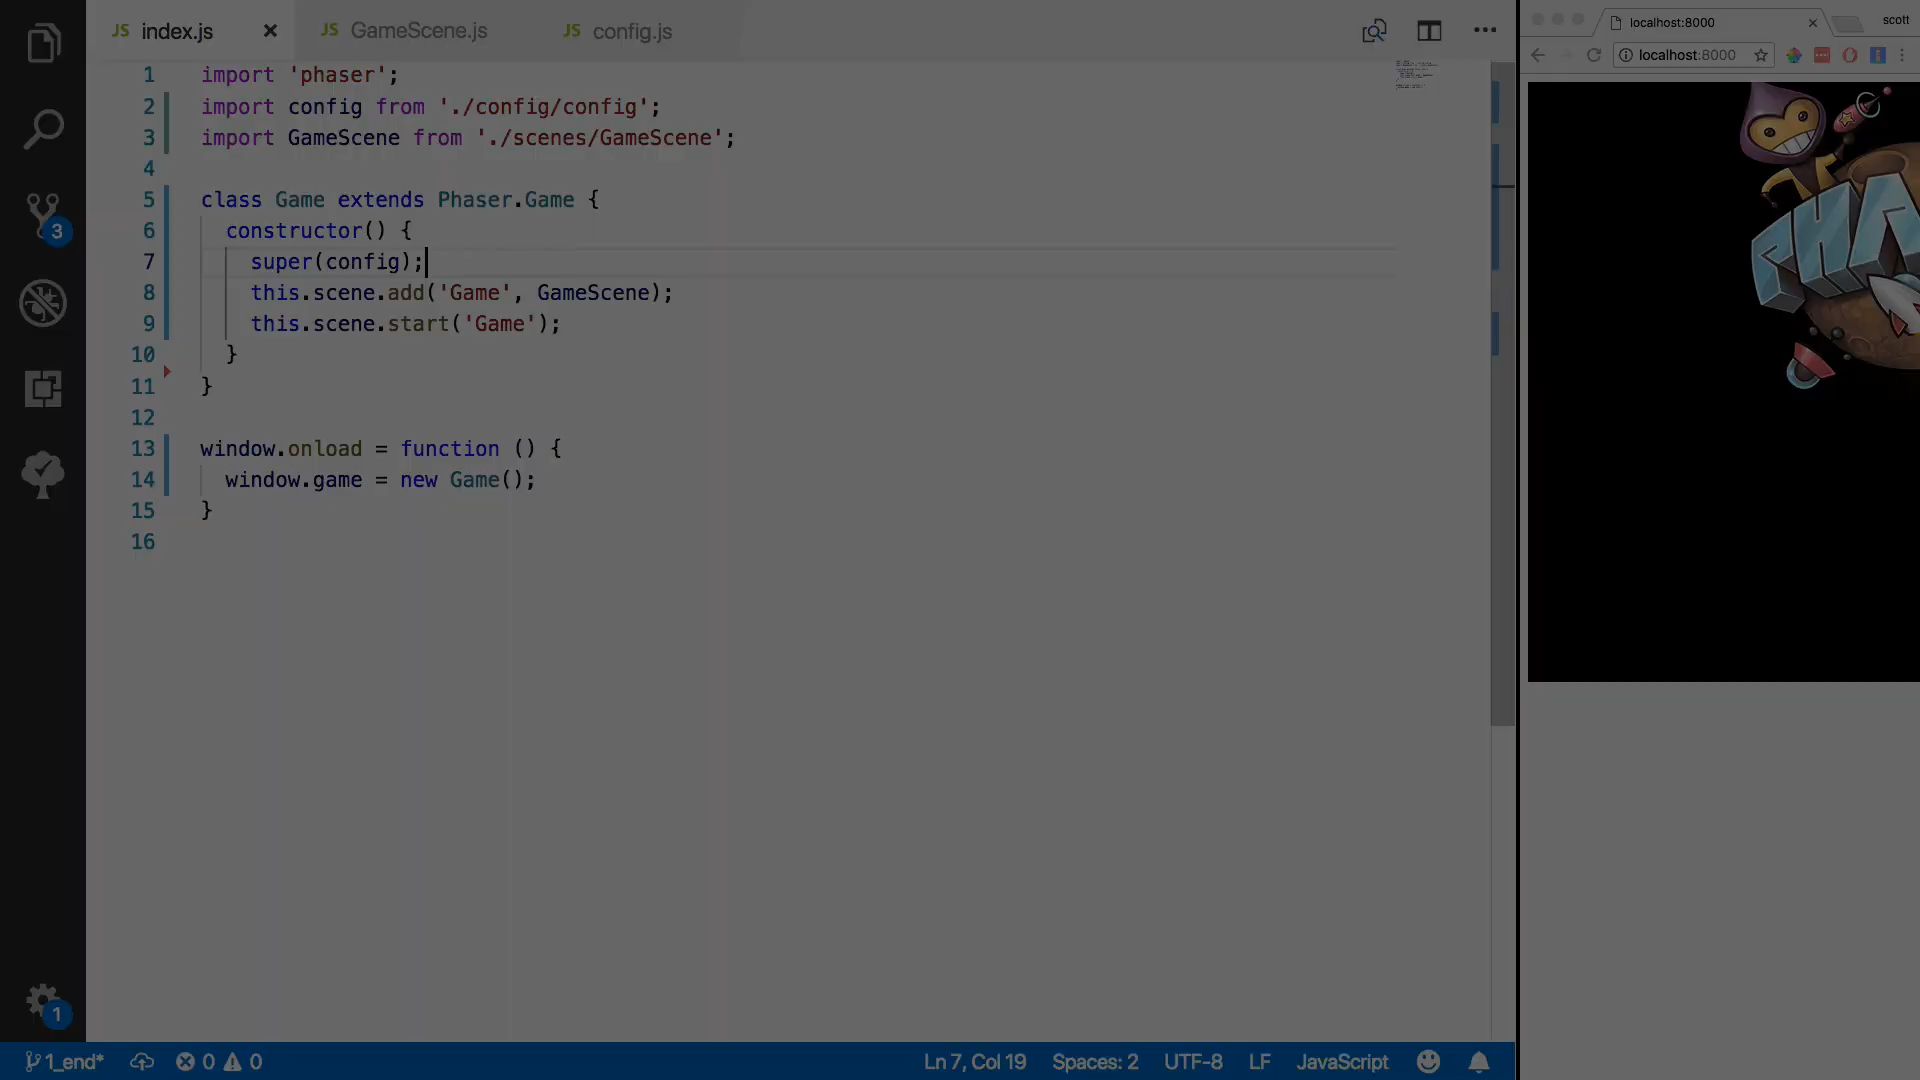 JS index.js × JS GameScene.js JS config.js
1 import 'phaser';
2 import config from './config/config';
3 import GameScene from './scenes/GameScene';
4
5 class Game extends Phaser.Game {
6 constructor() {
7 super(config);
8 this.scene.add('Game', GameScene);
9 this.scene.start('Game');
10 }
11 }
12
13 window.onload = function () {
14 window.game = new Game();
15 }
16
3
1
1_end* 0 0 Ln 7, Col 19 Spaces: 2 UTF-8 LF JavaScript
localhost:8000 × scott
localhost:8000
PHA